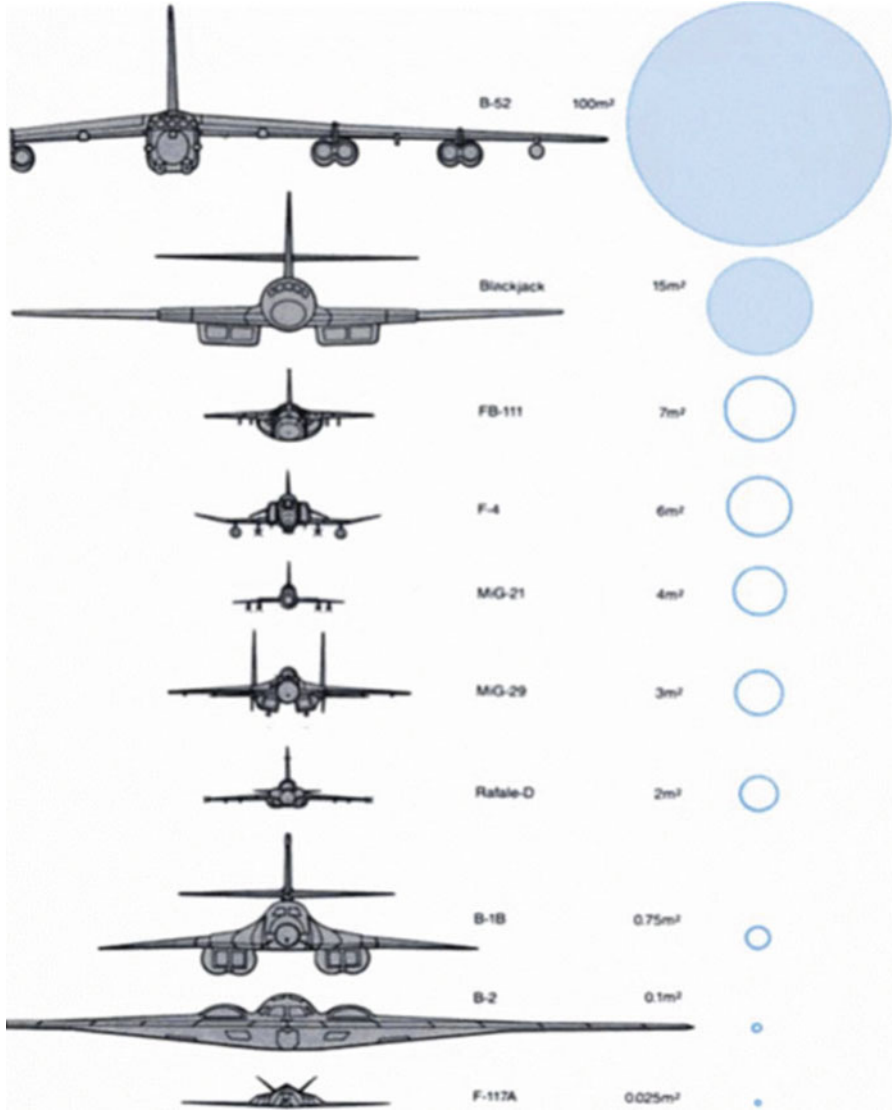 B-52 100m²
Blackjack 15m²
FB-111 7m²
F-4 6m²
MiG-21 4m²
MiG-29 3m²
Rafale-D 2m²
B-1B 0.75m²
B-2 0.1m²
F-117A 0.025m²